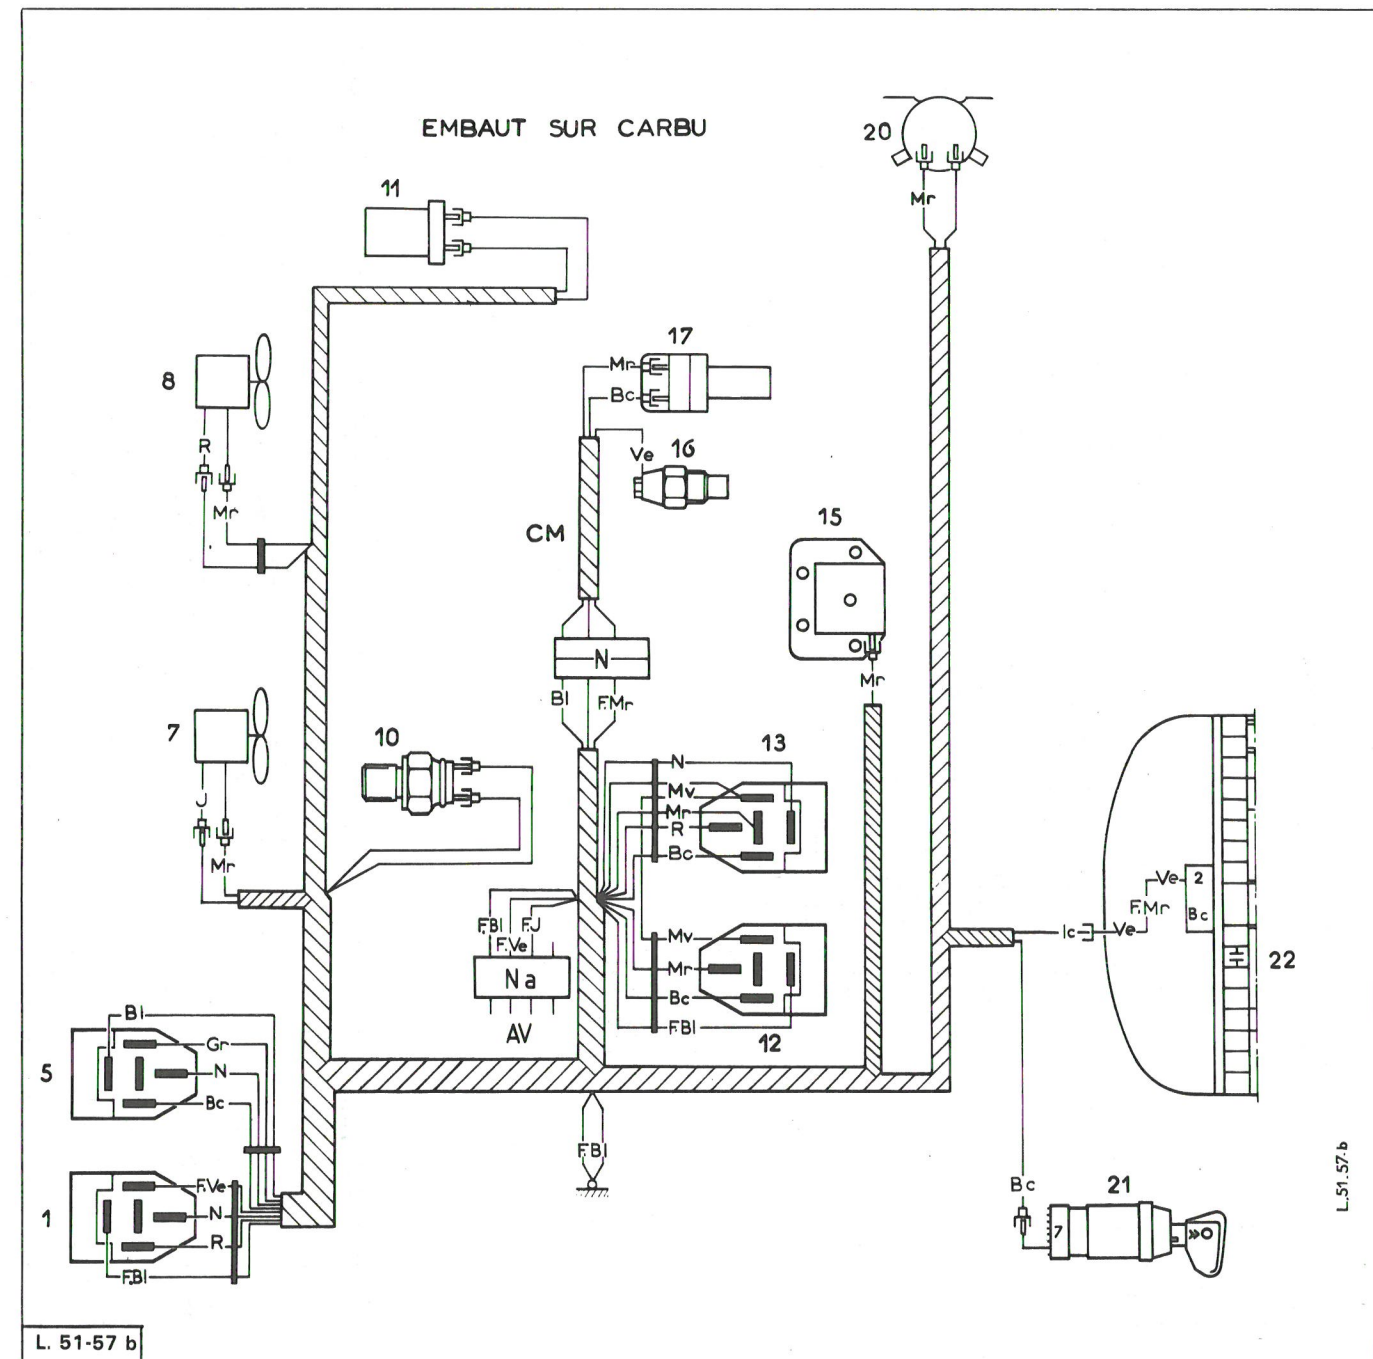 EMBAUT SUR CARBU
20
Mr
11
17
Mr
Bc
8
R
Mr
Ve
16
CM
15
N
Mr
Bl
F.Mr
7
J
Mr
10
13
N
Mv
Mr
R
Bc
F.Bl
F.Ve
F.J
Na
AV
Mv
Mr
Bc
F.Bl
12
Ve
2
F.Mr
Bc
Ic
Ve
22
5
Bl
Gr
N
Bc
F.Bl
1
F.Ve
N
R
F.Bl
Bc
21
7
L.51.57-b
L. 51-57 b